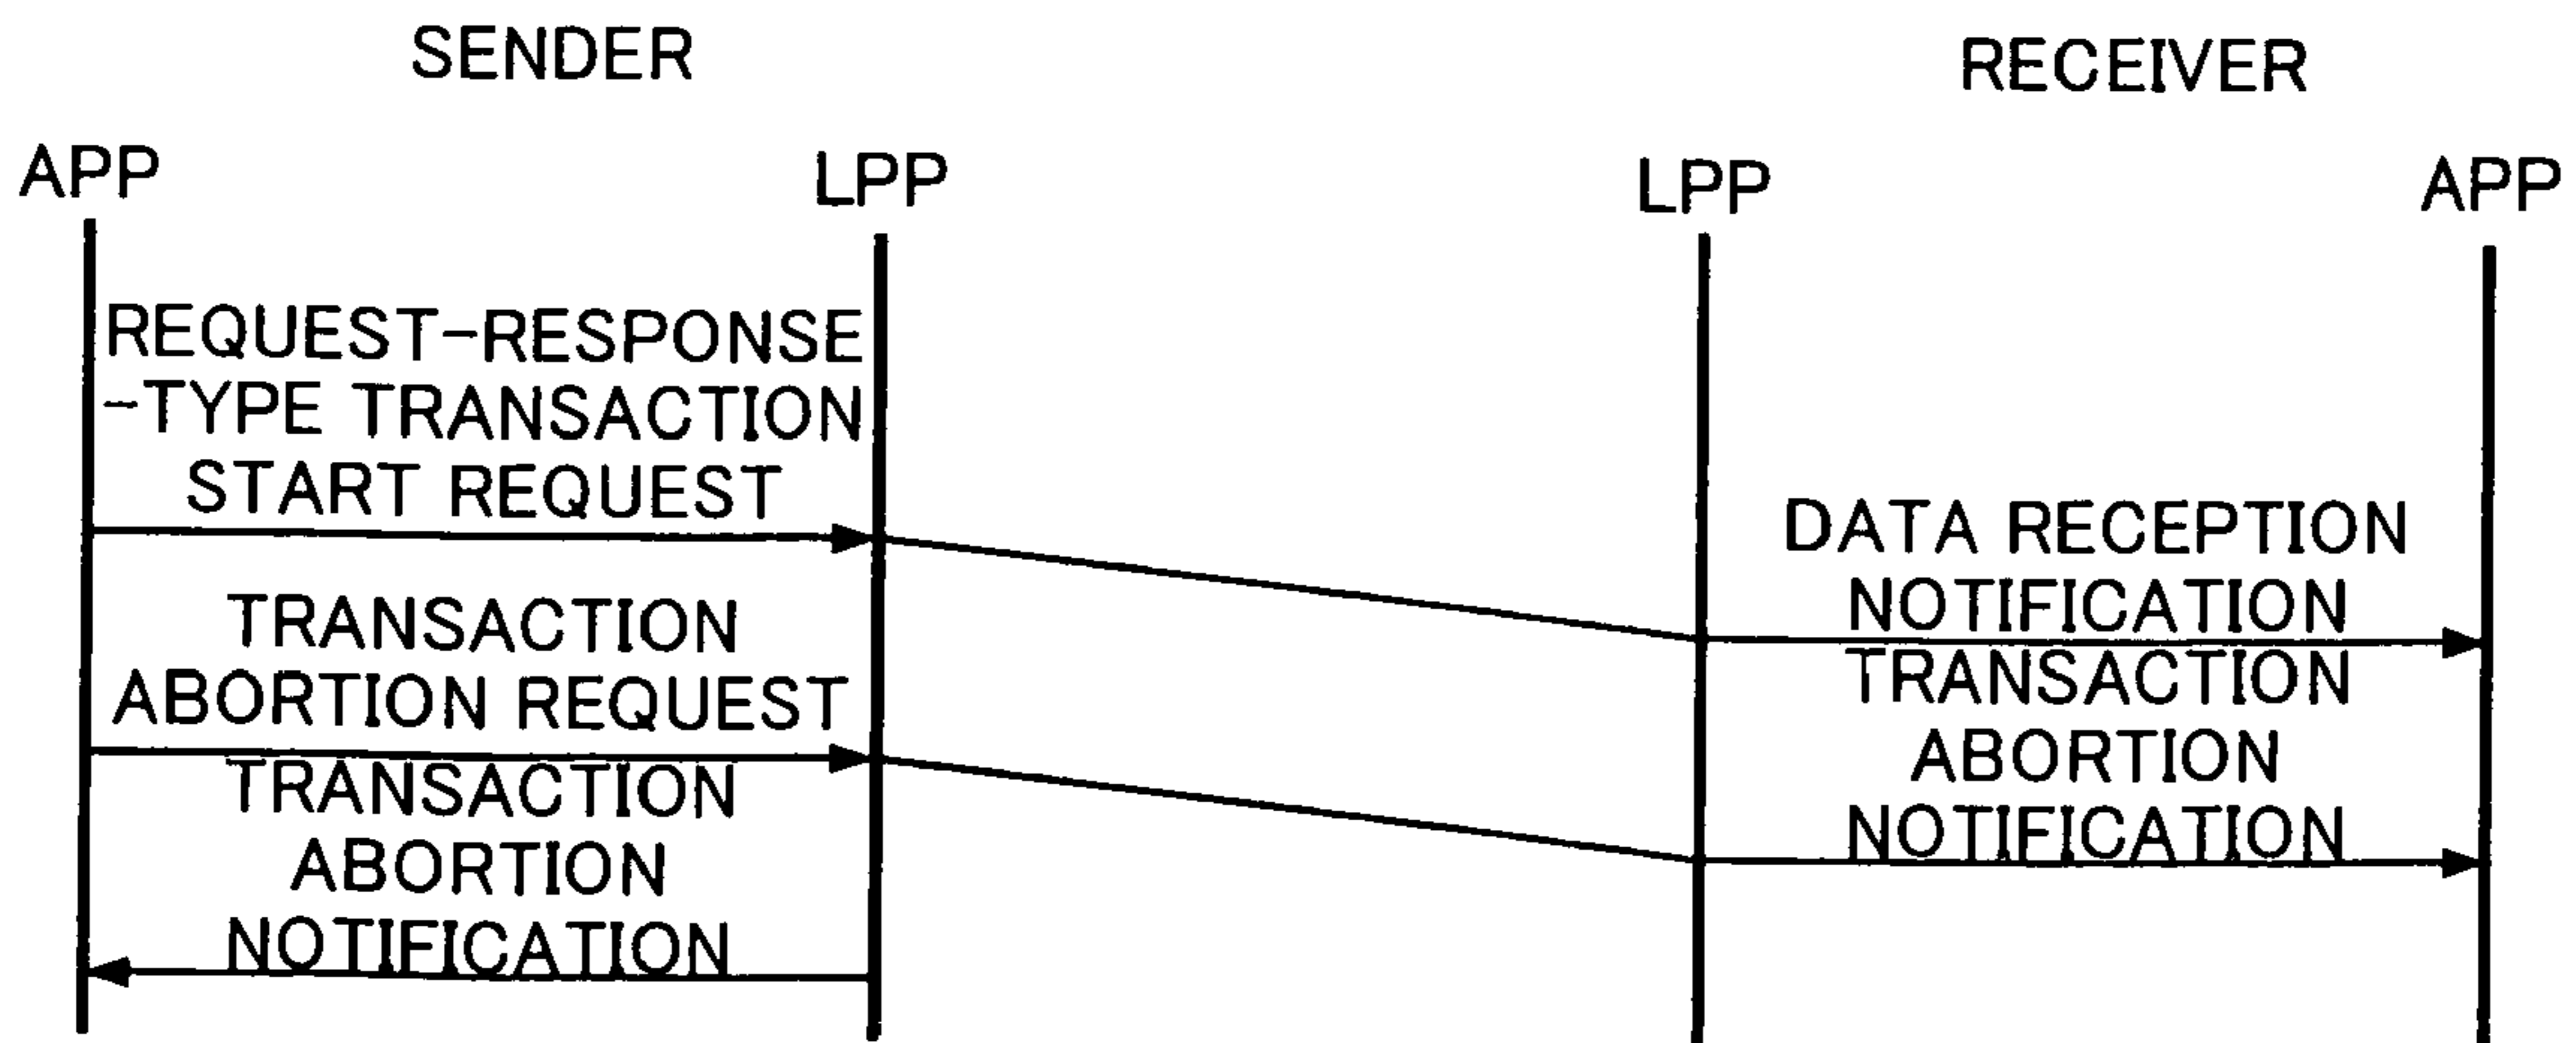 SENDER
RECEIVER
APP
LPP
LPP
APP
REQUEST-RESPONSE
-TYPE TRANSACTION
START REQUEST
DATA RECEPTION
NOTIFICATION
TRANSACTION
ABORTION REQUEST
TRANSACTION
ABORTION
NOTIFICATION
TRANSACTION
ABORTION
NOTIFICATION